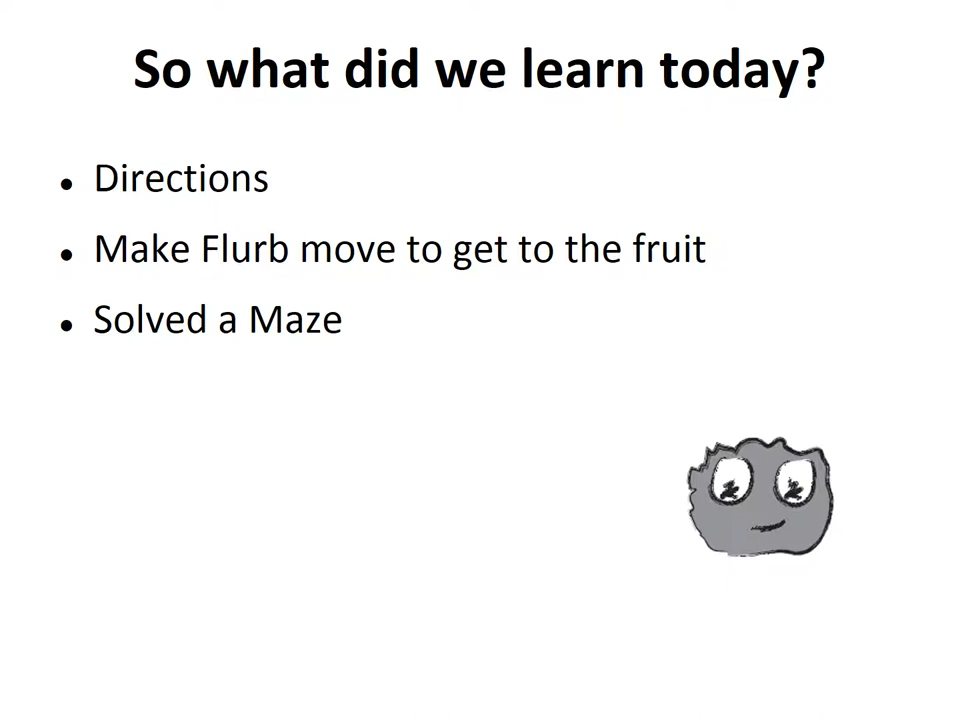 So what did we learn today?
Directions
Make Flurb move to get to the fruit
Solved a Maze